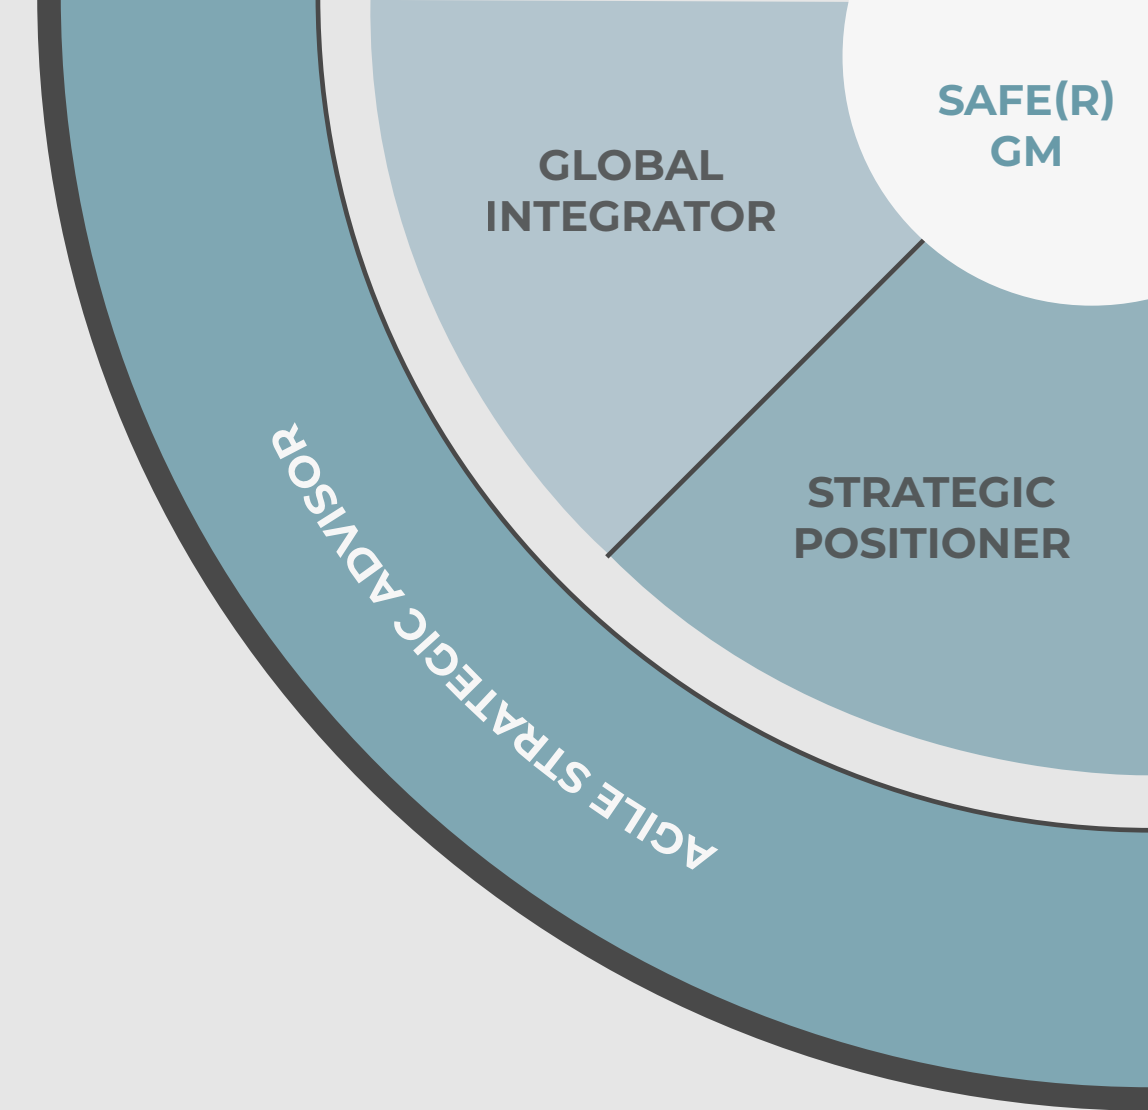 SAFE(R)
GM
GLOBAL
INTEGRATOR
STRATEGIC
POSITIONER
AGILE STRATEGIC ADVISOR